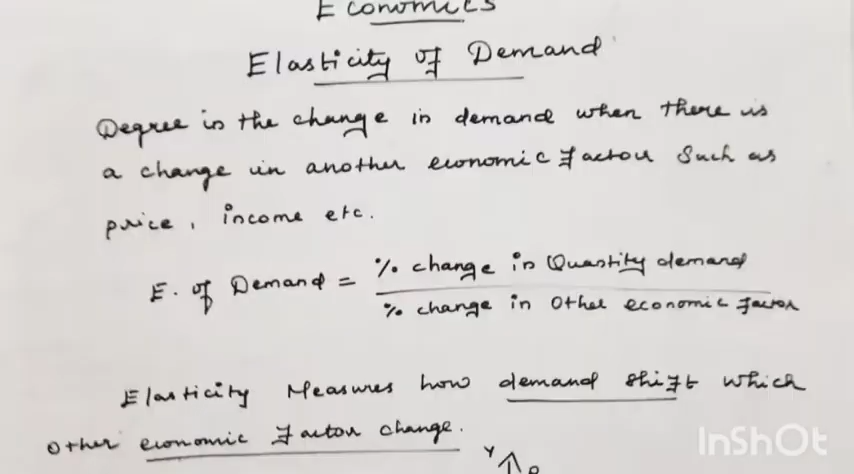 Economics
Elasticity of Demand
Degree is the change in demand when there is
a change in another economic factor such as
price, income etc.
E. of Demand = % change in Quantity demand
% change in Other economic factor
Elasticity Measures how demand shift which
other economic factor change.
Y
InShOt